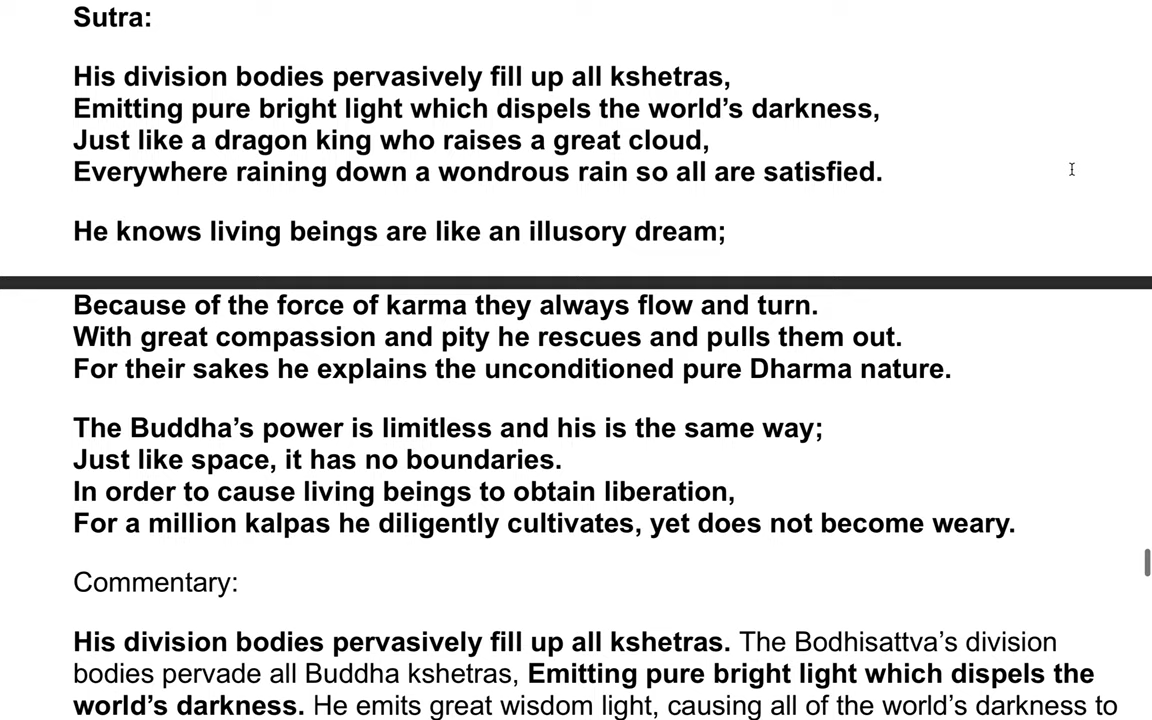 Sutra:
His division bodies pervasively fill up all kshetras,
Emitting pure bright light which dispels the world’s darkness,
Just like a dragon king who raises a great cloud,
Everywhere raining down a wondrous rain so all are satisfied.
He knows living beings are like an illusory dream;
Because of the force of karma they always flow and turn.
With great compassion and pity he rescues and pulls them out.
For their sakes he explains the unconditioned pure Dharma nature.
The Buddha’s power is limitless and his is the same way;
Just like space, it has no boundaries.
In order to cause living beings to obtain liberation,
For a million kalpas he diligently cultivates, yet does not become weary.
Commentary:
His division bodies pervasively fill up all kshetras. The Bodhisattva’s division
bodies pervade all Buddha kshetras, Emitting pure bright light which dispels the
world’s darkness. He emits great wisdom light, causing all of the world’s darkness to